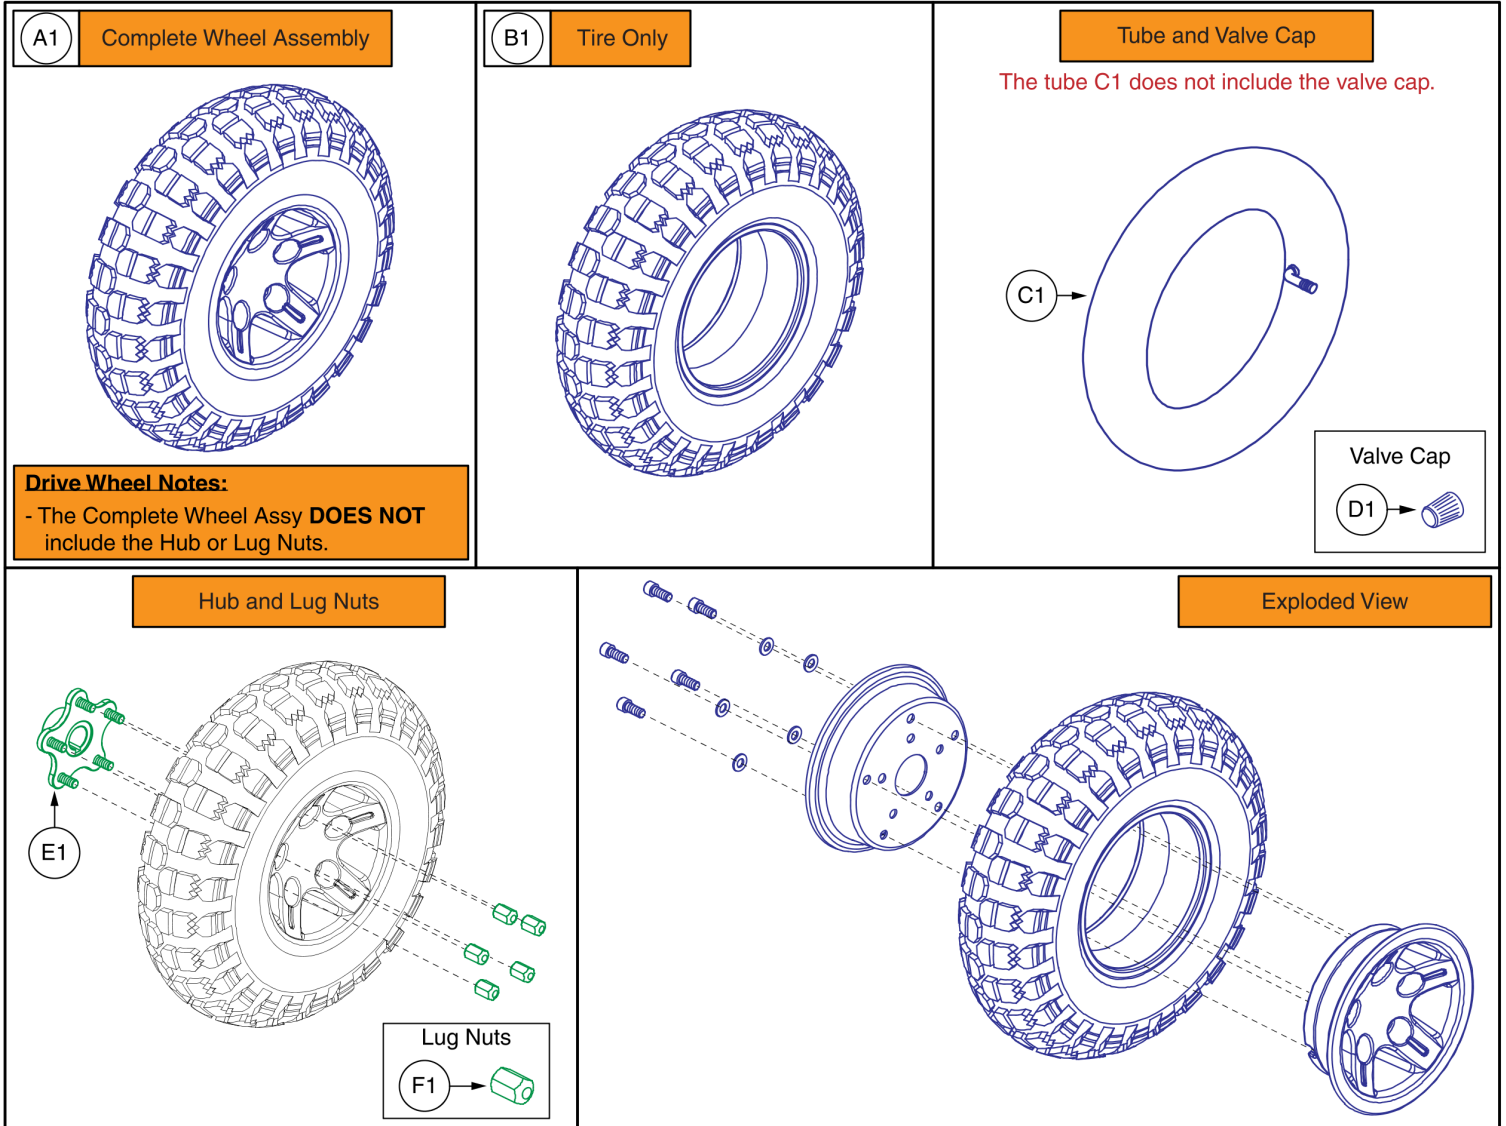 A1
Complete Wheel Assembly
B1
Tire Only
Tube and Valve Cap
The tube C1 does not include the valve cap.
C1
Valve Cap
D1
Drive Wheel Notes:
- The Complete Wheel Assy DOES NOT
include the Hub or Lug Nuts.
Hub and Lug Nuts
E1
Lug Nuts
F1
Exploded View